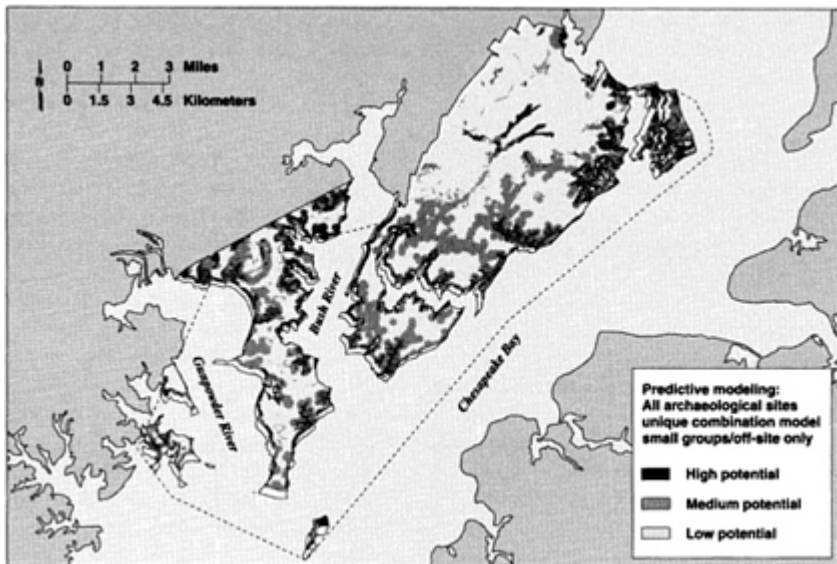 0 1 2 3 Miles
N
0 1.5 3 4.5 Kilometers
Bush River
Gunpowder River
Chesapeake Bay
Predictive modeling:
All archaeological sites
unique combination model
small groups/off-site only
High potential
Medium potential
Low potential